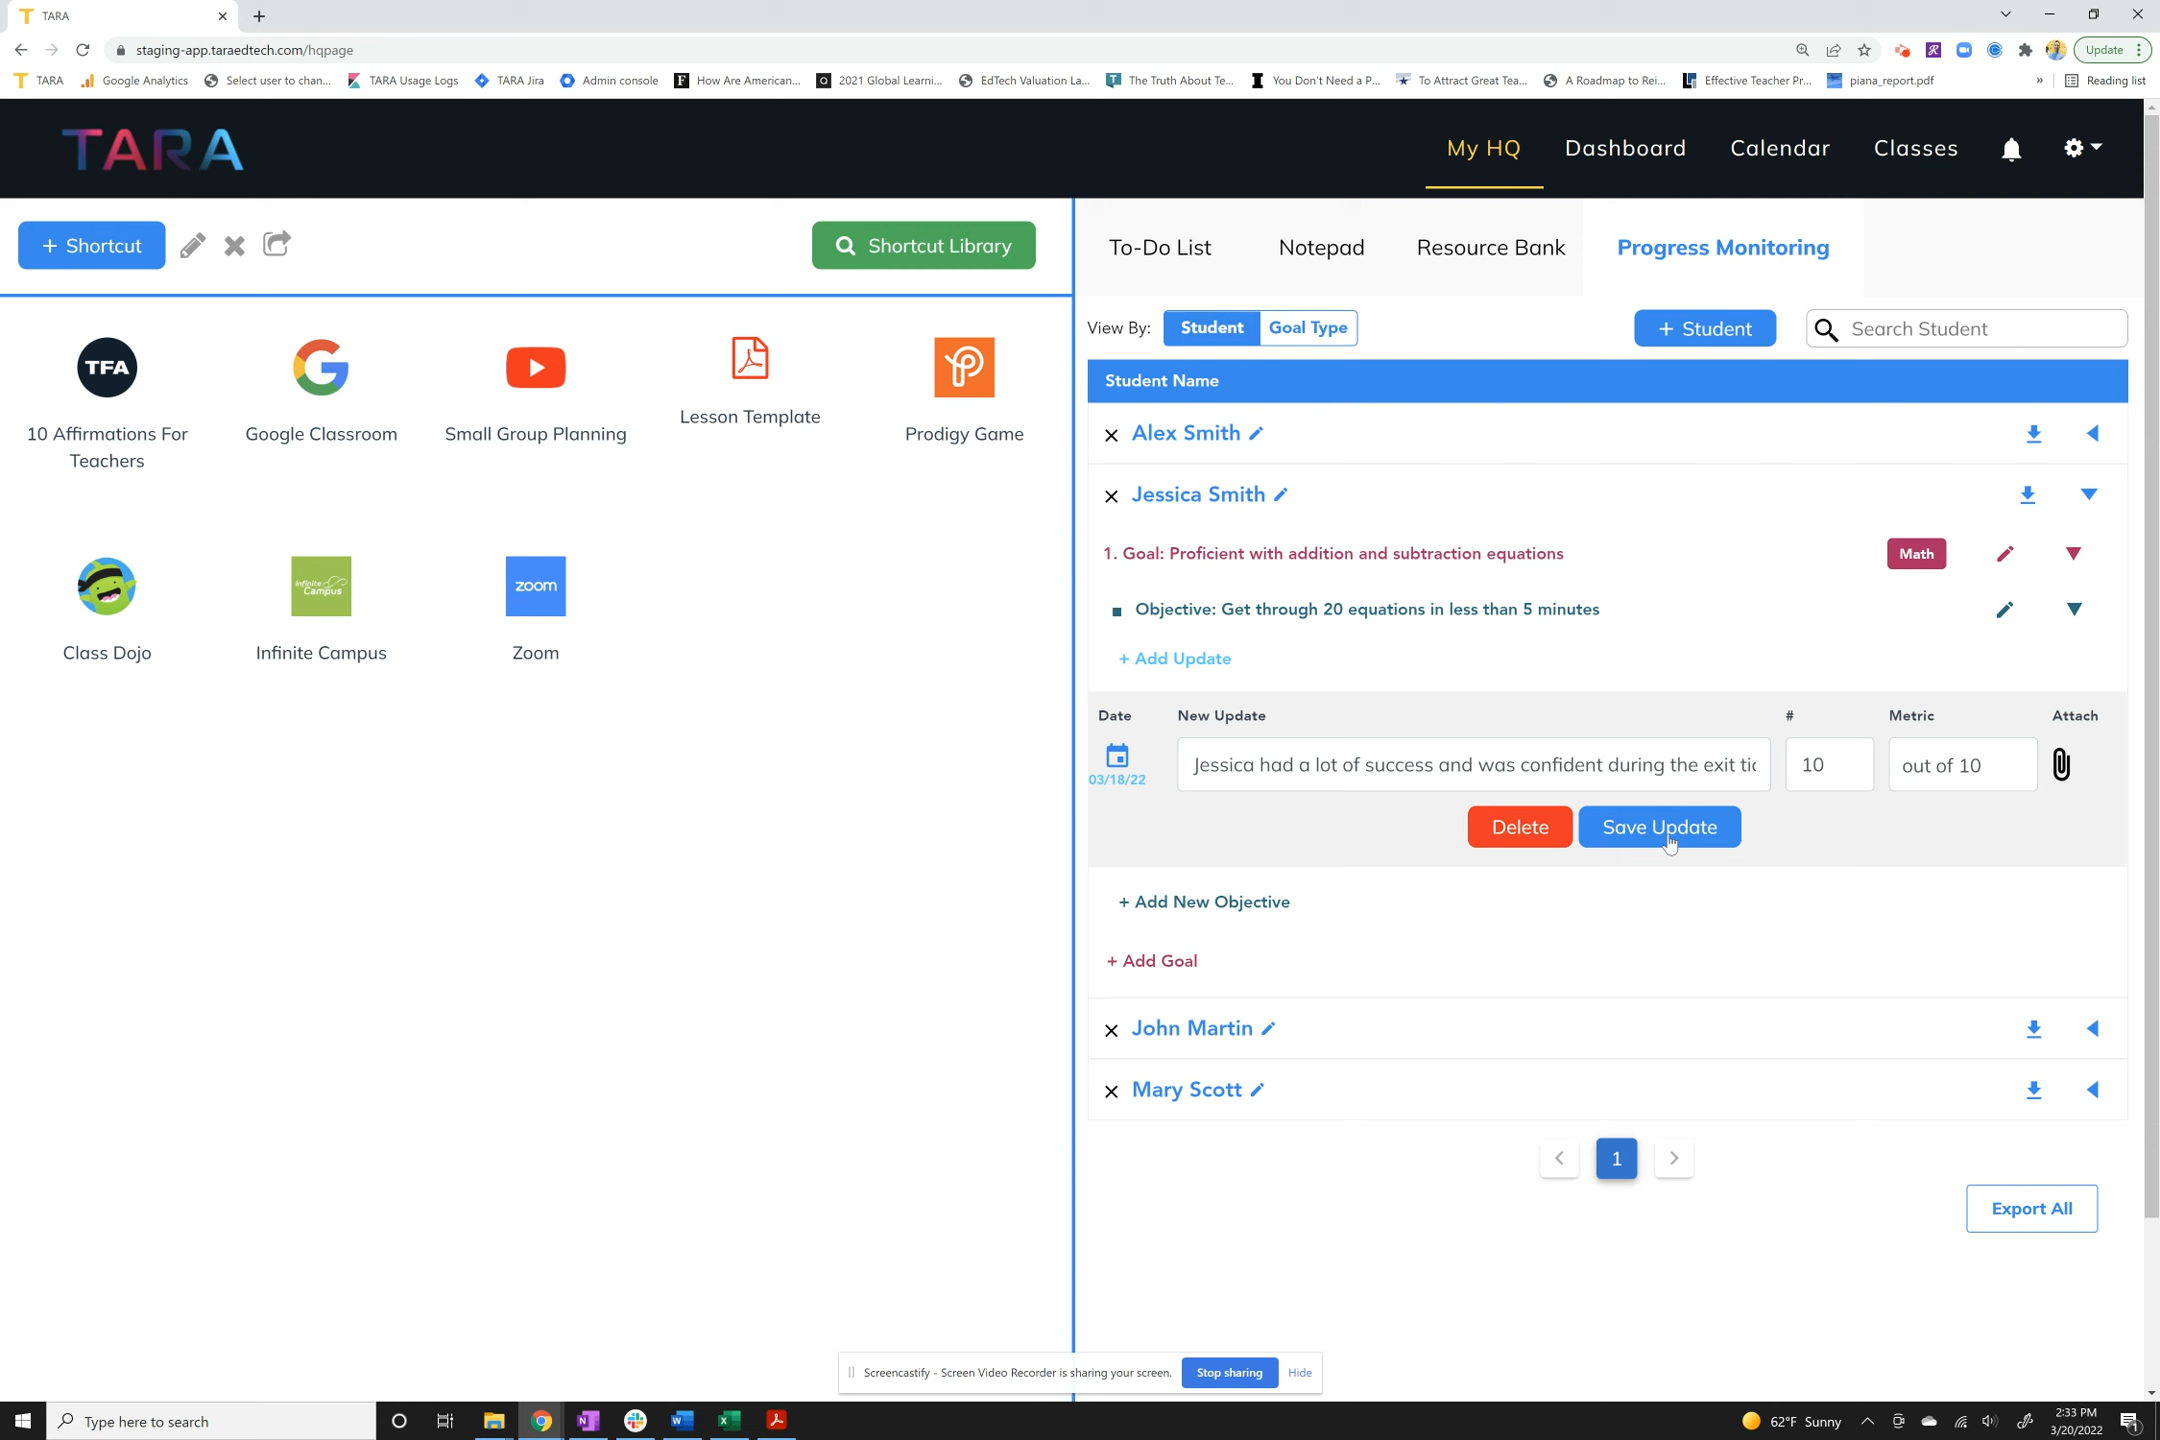 TARA
staging-app.taraedtech.com/hqpage
Update
TARA
Google Analytics
Select user to chan...
TARA Usage Logs
TARA Jira
Admin console
How Are American...
2021 Global Learni...
EdTech Valuation La...
The Truth About Te...
You Don't Need a P...
To Attract Great Tea...
A Roadmap to Rei...
Effective Teacher Pr...
piana_report.pdf
»
Reading list
TARA
My HQ
Dashboard
Calendar
Classes
+ Shortcut
Shortcut Library
To-Do List
Notepad
Resource Bank
Progress Monitoring
View By:
Student
Goal Type
+ Student
Search Student
Student Name
TFA
10 Affirmations For
Teachers
Google Classroom
Small Group Planning
Lesson Template
Prodigy Game
Alex Smith
Jessica Smith
1. Goal: Proficient with addition and subtraction equations
Math
Objective: Get through 20 equations in less than 5 minutes
+ Add Update
Infinite
Campus
zoom
Class Dojo
Infinite Campus
Zoom
Date
New Update
#
Metric
Attach
03/18/22
Jessica had a lot of success and was confident during the exit tic
10
out of 10
Delete
Save Update
+ Add New Objective
+ Add Goal
John Martin
Mary Scott
1
Export All
Screencastify - Screen Video Recorder is sharing your screen.
Stop sharing
Hide
Type here to search
62°F Sunny
2:33 PM
3/20/2022
1